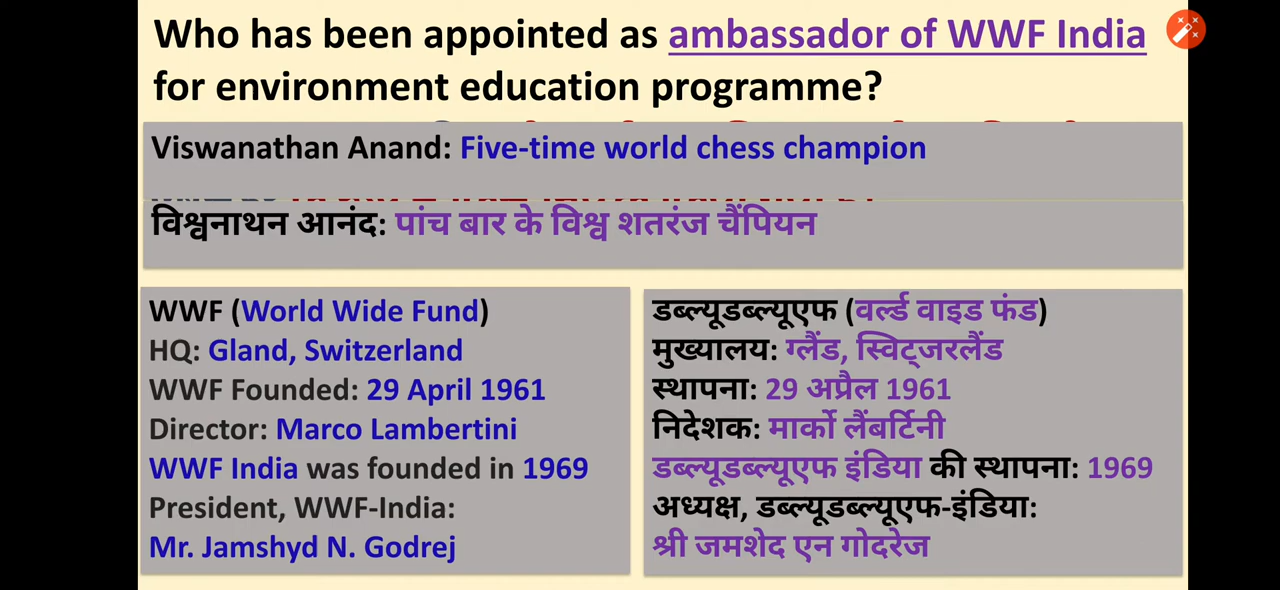 Who has been appointed as ambassador of WWF India
for environment education programme?
Viswanathan Anand: Five-time world chess champion
विश्वनाथन आनंद: पांच बार के विश्व शतरंज चैंपियन
WWF (World Wide Fund)
HQ: Gland, Switzerland
WWF Founded: 29 April 1961
Director: Marco Lambertini
WWF India was founded in 1969
President, WWF-India:
Mr. Jamshyd N. Godrej
डब्ल्यूडब्ल्यूएफ (वर्ल्ड वाइड फंड)
मुख्यालय: ग्लैंड, स्विट्जरलैंड
स्थापना: 29 अप्रैल 1961
निदेशक: मार्को लैंबर्टिनी
डब्ल्यूडब्ल्यूएफ इंडिया की स्थापना: 1969
अध्यक्ष, डब्ल्यूडब्ल्यूएफ-इंडिया:
श्री जमशेद एन गोदरेज